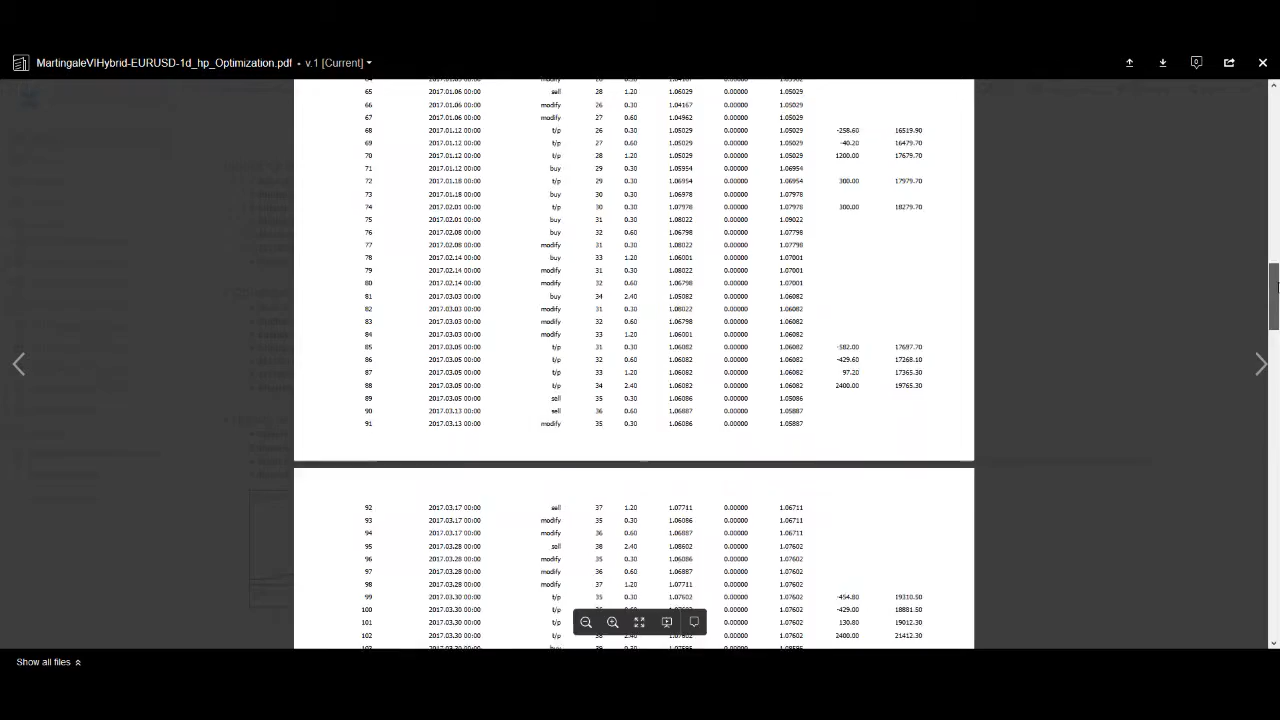 MartingaleVIHybrid-EURUSD-1d_hp_Optimization.pdf • v.1 [Current]
65 2017.01.06 00:00 sell 28 1.20 1.06029 0.00000 1.05029
66 2017.01.06 00:00 modify 26 0.30 1.04167 0.00000 1.05029
67 2017.01.06 00:00 modify 27 0.60 1.04962 0.00000 1.05029
68 2017.01.12 00:00 t/p 26 0.30 1.05029 0.00000 1.05029 -258.60 16519.90
69 2017.01.12 00:00 t/p 27 0.60 1.05029 0.00000 1.05029 -40.20 16479.70
70 2017.01.12 00:00 t/p 28 1.20 1.05029 0.00000 1.05029 1200.00 17679.70
71 2017.01.12 00:00 buy 29 0.30 1.05954 0.00000 1.06954
72 2017.01.18 00:00 t/p 29 0.30 1.06954 0.00000 1.06954 300.00 17979.70
73 2017.01.18 00:00 buy 30 0.30 1.06978 0.00000 1.07978
74 2017.02.01 00:00 t/p 30 0.30 1.07978 0.00000 1.07978 300.00 18279.70
75 2017.02.01 00:00 buy 31 0.30 1.08022 0.00000 1.09022
76 2017.02.08 00:00 buy 32 0.60 1.06798 0.00000 1.07798
77 2017.02.08 00:00 modify 31 0.30 1.08022 0.00000 1.07798
78 2017.02.14 00:00 buy 33 1.20 1.06001 0.00000 1.07001
79 2017.02.14 00:00 modify 31 0.30 1.08022 0.00000 1.07001
80 2017.02.14 00:00 modify 32 0.60 1.06798 0.00000 1.07001
81 2017.03.03 00:00 buy 34 2.40 1.05082 0.00000 1.06082
82 2017.03.03 00:00 modify 31 0.30 1.08022 0.00000 1.06082
83 2017.03.03 00:00 modify 32 0.60 1.06798 0.00000 1.06082
84 2017.03.03 00:00 modify 33 1.20 1.06001 0.00000 1.06082
85 2017.03.05 00:00 t/p 31 0.30 1.06082 0.00000 1.06082 -582.00 17697.70
86 2017.03.05 00:00 t/p 32 0.60 1.06082 0.00000 1.06082 -429.60 17268.10
87 2017.03.05 00:00 t/p 33 1.20 1.06082 0.00000 1.06082 97.20 17365.30
88 2017.03.05 00:00 t/p 34 2.40 1.06082 0.00000 1.06082 2400.00 19765.30
89 2017.03.05 00:00 sell 35 0.30 1.06086 0.00000 1.05086
90 2017.03.13 00:00 sell 36 0.60 1.06887 0.00000 1.05887
91 2017.03.13 00:00 modify 35 0.30 1.06086 0.00000 1.05887
92 2017.03.17 00:00 sell 37 1.20 1.07711 0.00000 1.06711
93 2017.03.17 00:00 modify 35 0.30 1.06086 0.00000 1.06711
94 2017.03.17 00:00 modify 36 0.60 1.06887 0.00000 1.06711
95 2017.03.28 00:00 sell 38 2.40 1.08602 0.00000 1.07602
96 2017.03.28 00:00 modify 35 0.30 1.06086 0.00000 1.07602
97 2017.03.28 00:00 modify 36 0.60 1.06887 0.00000 1.07602
98 2017.03.28 00:00 modify 37 1.20 1.07711 0.00000 1.07602
99 2017.03.30 00:00 t/p 35 0.30 1.07602 0.00000 1.07602 -454.80 19310.50
100 2017.03.30 00:00 t/p 0.00000 1.07602 -429.00 18881.50
101 2017.03.30 00:00 t/p 0.00000 1.07602 130.80 19012.30
102 2017.03.30 00:00 t/p 0.00000 1.07602 2400.00 21412.30
Show all files